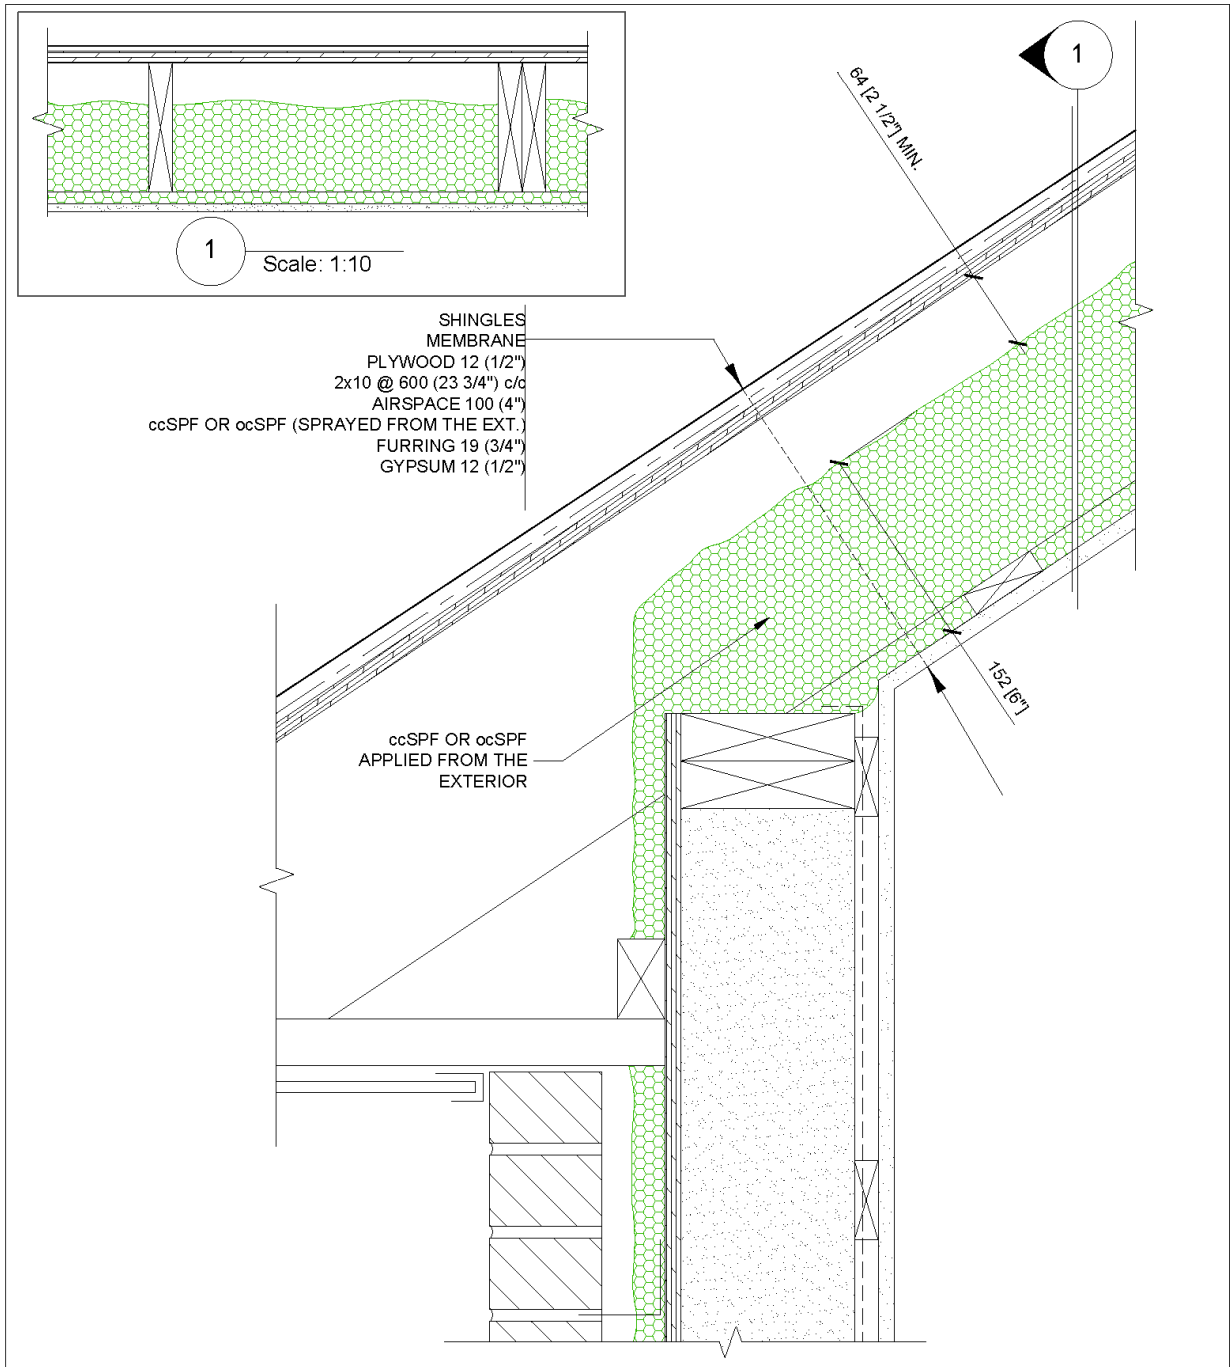 1
Scale: 1:10
1
64 [2 1/2"] MIN.
SHINGLES
MEMBRANE
PLYWOOD 12 (1/2")
2x10 @ 600 (23 3/4") c/c
AIRSPACE 100 (4")
ccSPF OR ocSPF (SPRAYED FROM THE EXT.)
FURRING 19 (3/4")
GYPSUM 12 (1/2")
152 [6"]
ccSPF OR ocSPF
APPLIED FROM THE
EXTERIOR